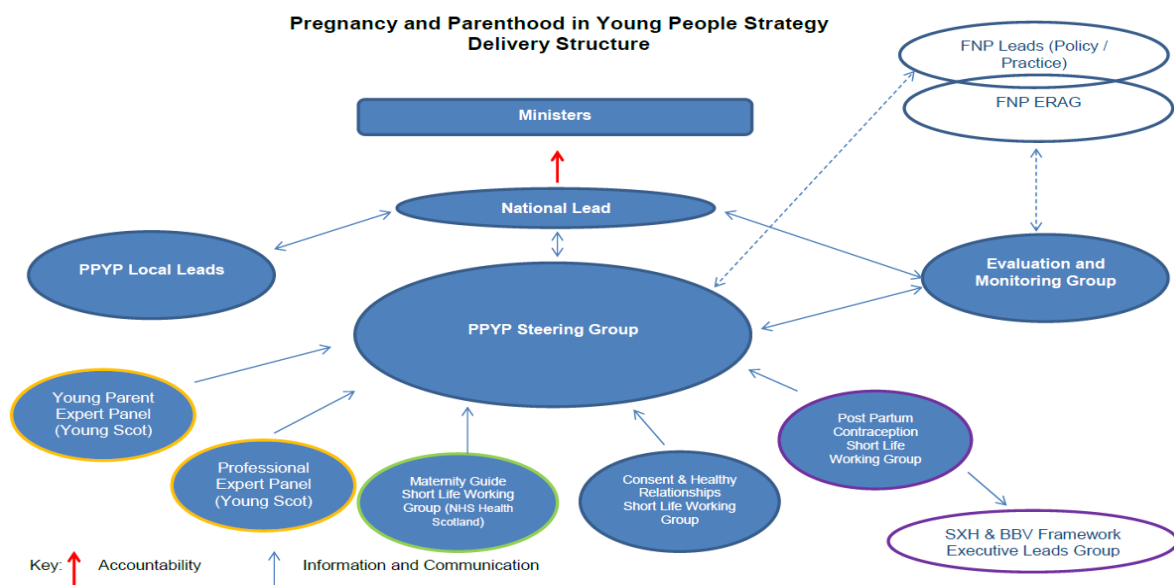 Pregnancy and Parenthood in Young People Strategy
Delivery Structure
FNP Leads (Policy /
Practice)
FNP ERAG
Ministers
National Lead
PPYP Local Leads
Evaluation and
Monitoring Group
PPYP Steering Group
Young Parent
Expert Panel
(Young Scot)
Professional
Expert Panel
(Young Scot)
Maternity Guide
Short Life Working
Group (NHS Health
Scotland)
Consent & Healthy
Relationships
Short Life Working
Group
Post Partum
Contraception
Short Life
Working Group
SXH & BBV Framework
Executive Leads Group
Key: Accountability Information and Communication